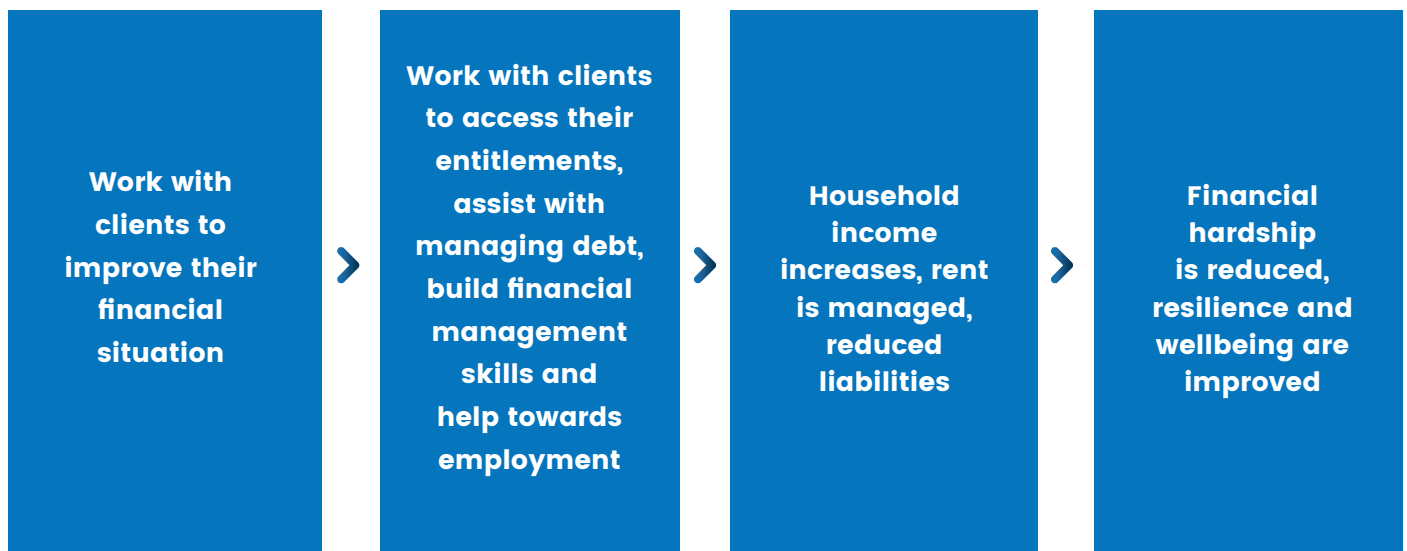 Work with
clients to
improve their
financial
situation
Work with clients
to access their
entitlements,
assist with
managing debt,
build financial
management
skills and
help towards
employment
Household
income
increases, rent
is managed,
reduced
liabilities
Financial
hardship
is reduced,
resilience and
wellbeing are
improved